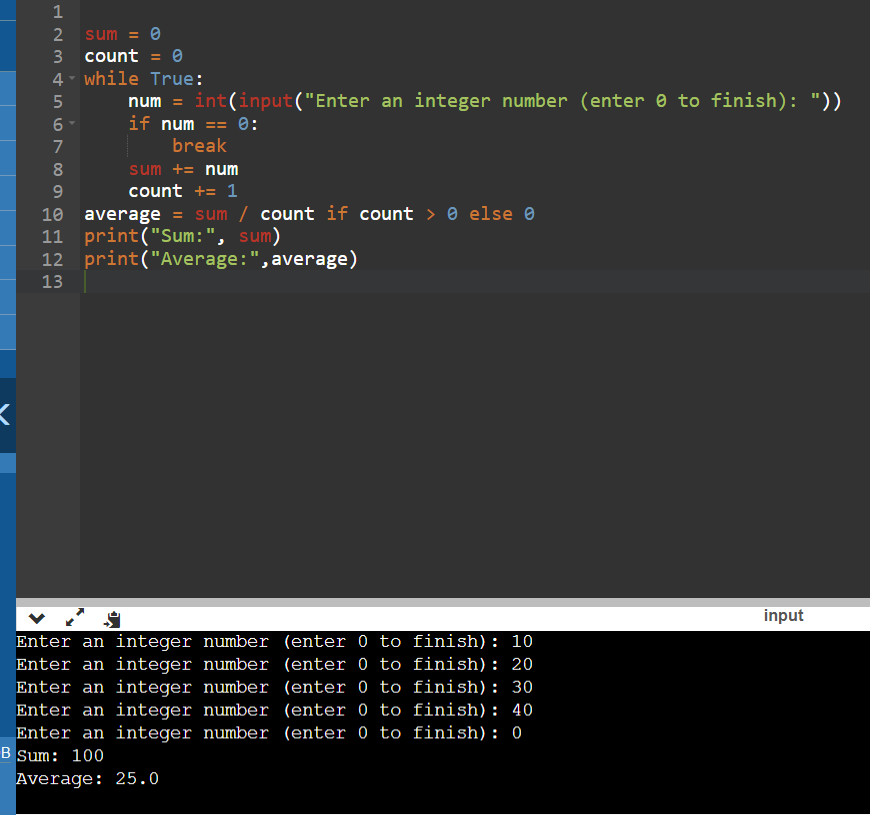 1
2 sum = 0
3 count = 0
4 while True:
5     num = int(input("Enter an integer number (enter 0 to finish): "))
6     if num == 0:
7         break
8     sum += num
9     count += 1
10 average = sum / count if count > 0 else 0
11 print("Sum:", sum)
12 print("Average:",average)
13
input
Enter an integer number (enter 0 to finish): 10
Enter an integer number (enter 0 to finish): 20
Enter an integer number (enter 0 to finish): 30
Enter an integer number (enter 0 to finish): 40
Enter an integer number (enter 0 to finish): 0
B
Sum: 100
Average: 25.0